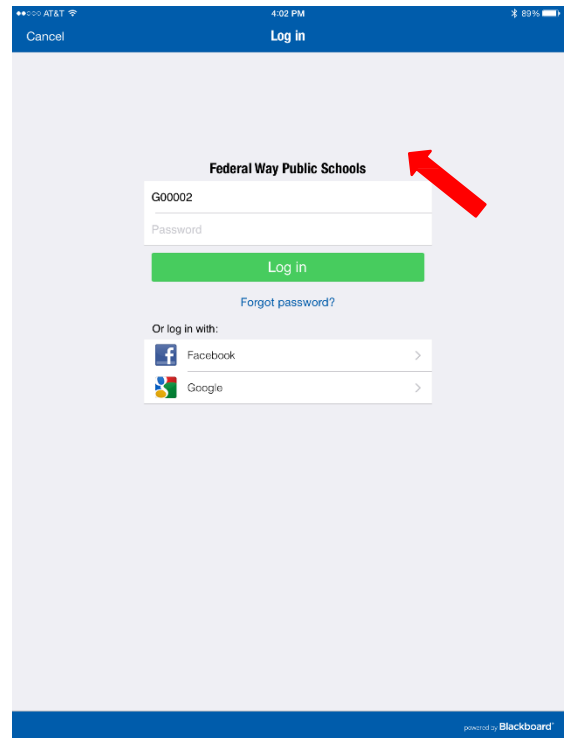 AT&T 4:02 PM 89%
Cancel Log in
Federal Way Public Schools
G00002
Password
Log in
Forgot password?
Or log in with:
Facebook
Google
powered by Blackboard